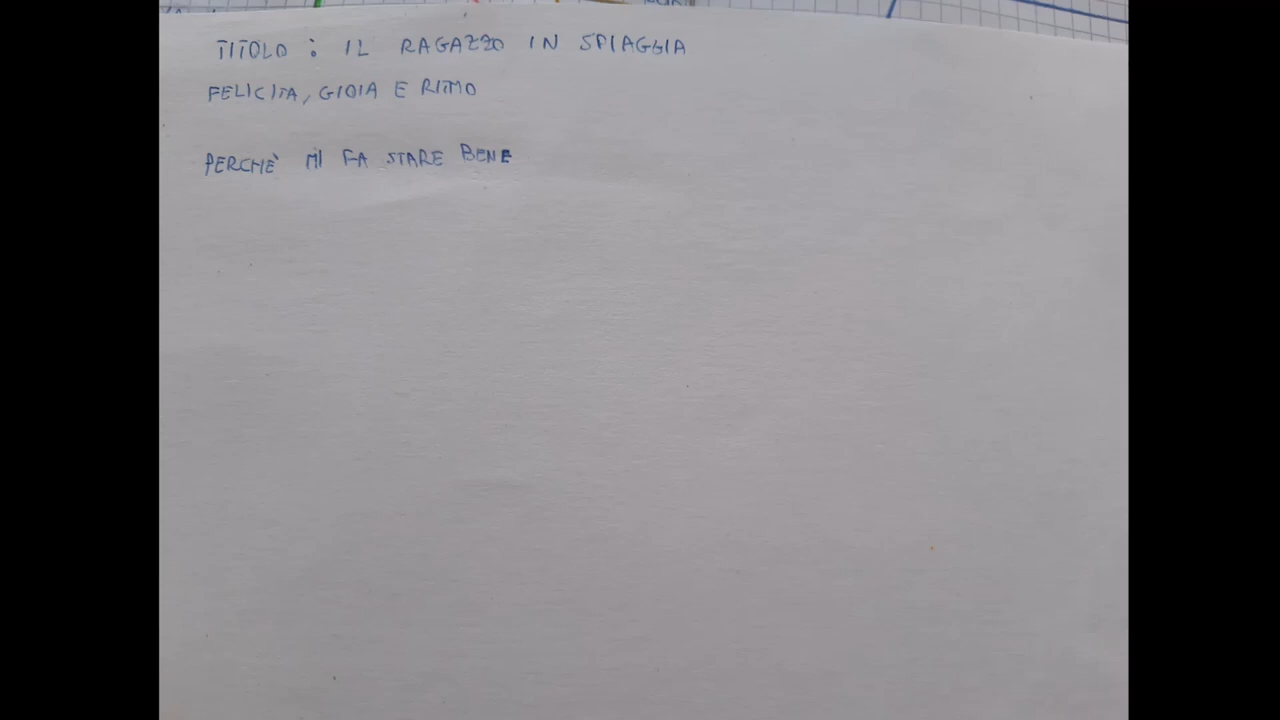 TITOLO : IL RAGAZZO IN SPIAGGIA
FELICITA, GIOIA E RITMO
PERCHÈ MI FA STARE BENE